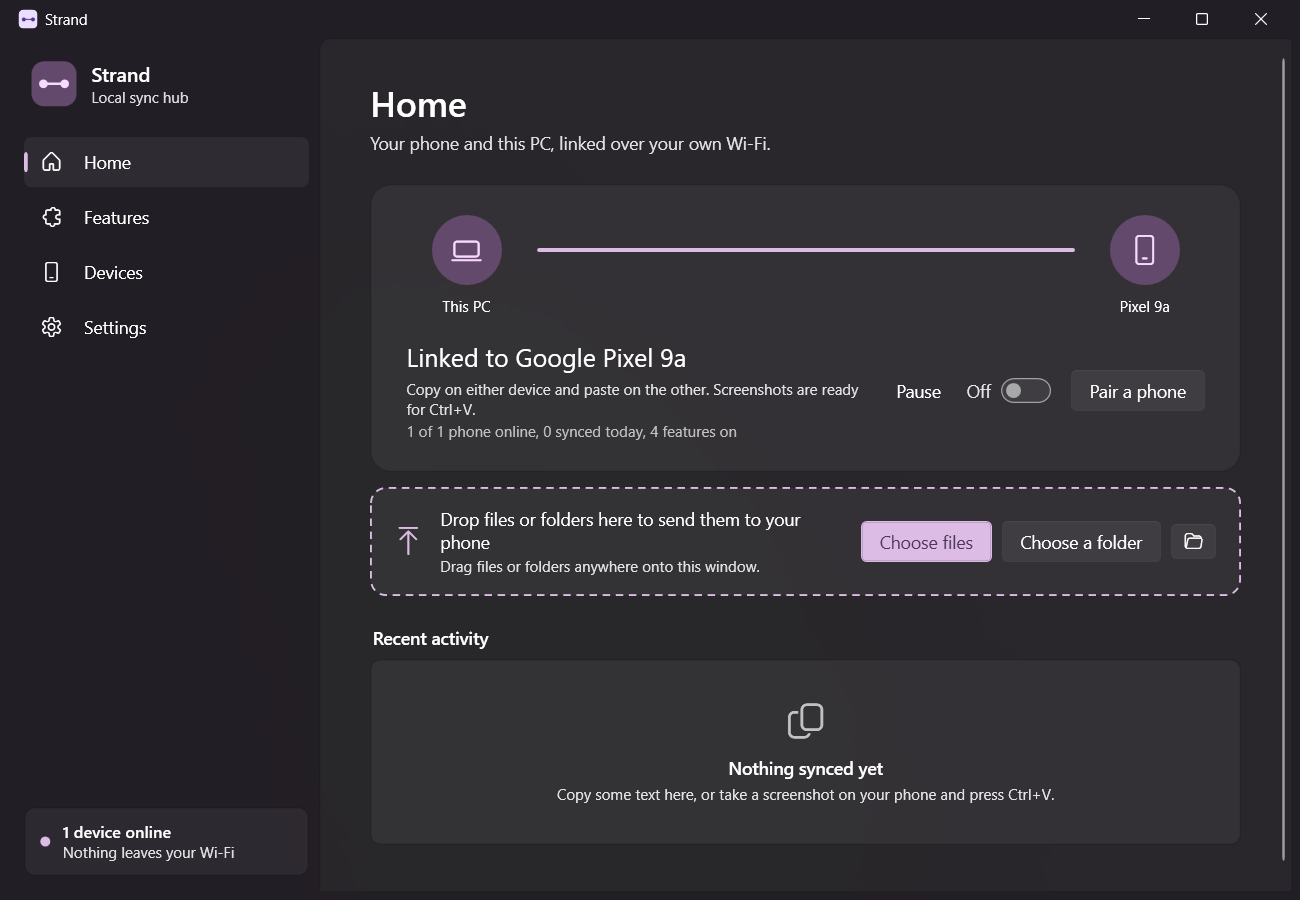 Strand
Strand
Local sync hub
Home
Features
Devices
Settings
1 device online
Nothing leaves your Wi-Fi
Home
Your phone and this PC, linked over your own Wi-Fi.
This PC
Pixel 9a
Linked to Google Pixel 9a
Copy on either device and paste on the other. Screenshots are ready
for Ctrl+V.
1 of 1 phone online, 0 synced today, 4 features on
Pause
Off
Pair a phone
Drop files or folders here to send them to your
phone
Drag files or folders anywhere onto this window.
Choose files
Choose a folder
Recent activity
Nothing synced yet
Copy some text here, or take a screenshot on your phone and press Ctrl+V.